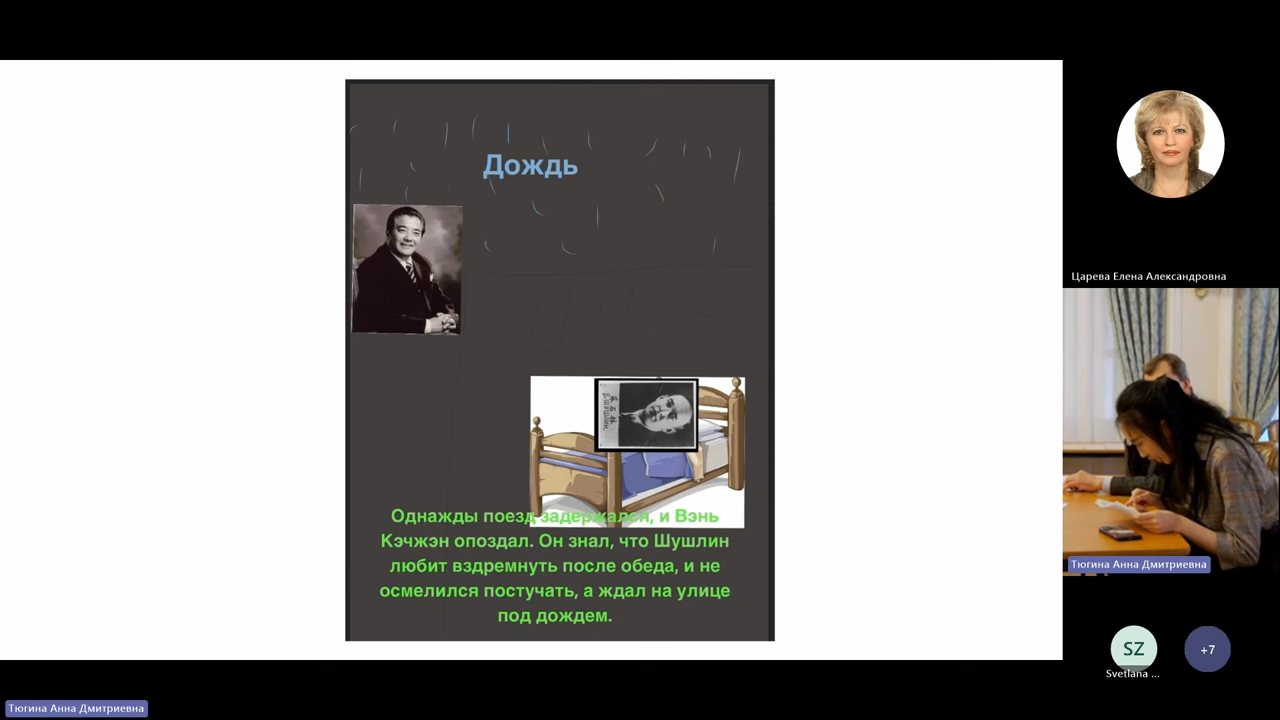 Дождь
дома
Однажды поезд задержался, и Вэнь
Кэчжэн опоздал. Он знал, что Шушлин
любит вздремнуть после обеда, и не
осмелился постучать, а ждал на улице
под дождем.
Царева Елена Александровна
Тюгина Анна Дмитриевна
SZ
+7
Svetlana ...
Тюгина Анна Дмитриевна